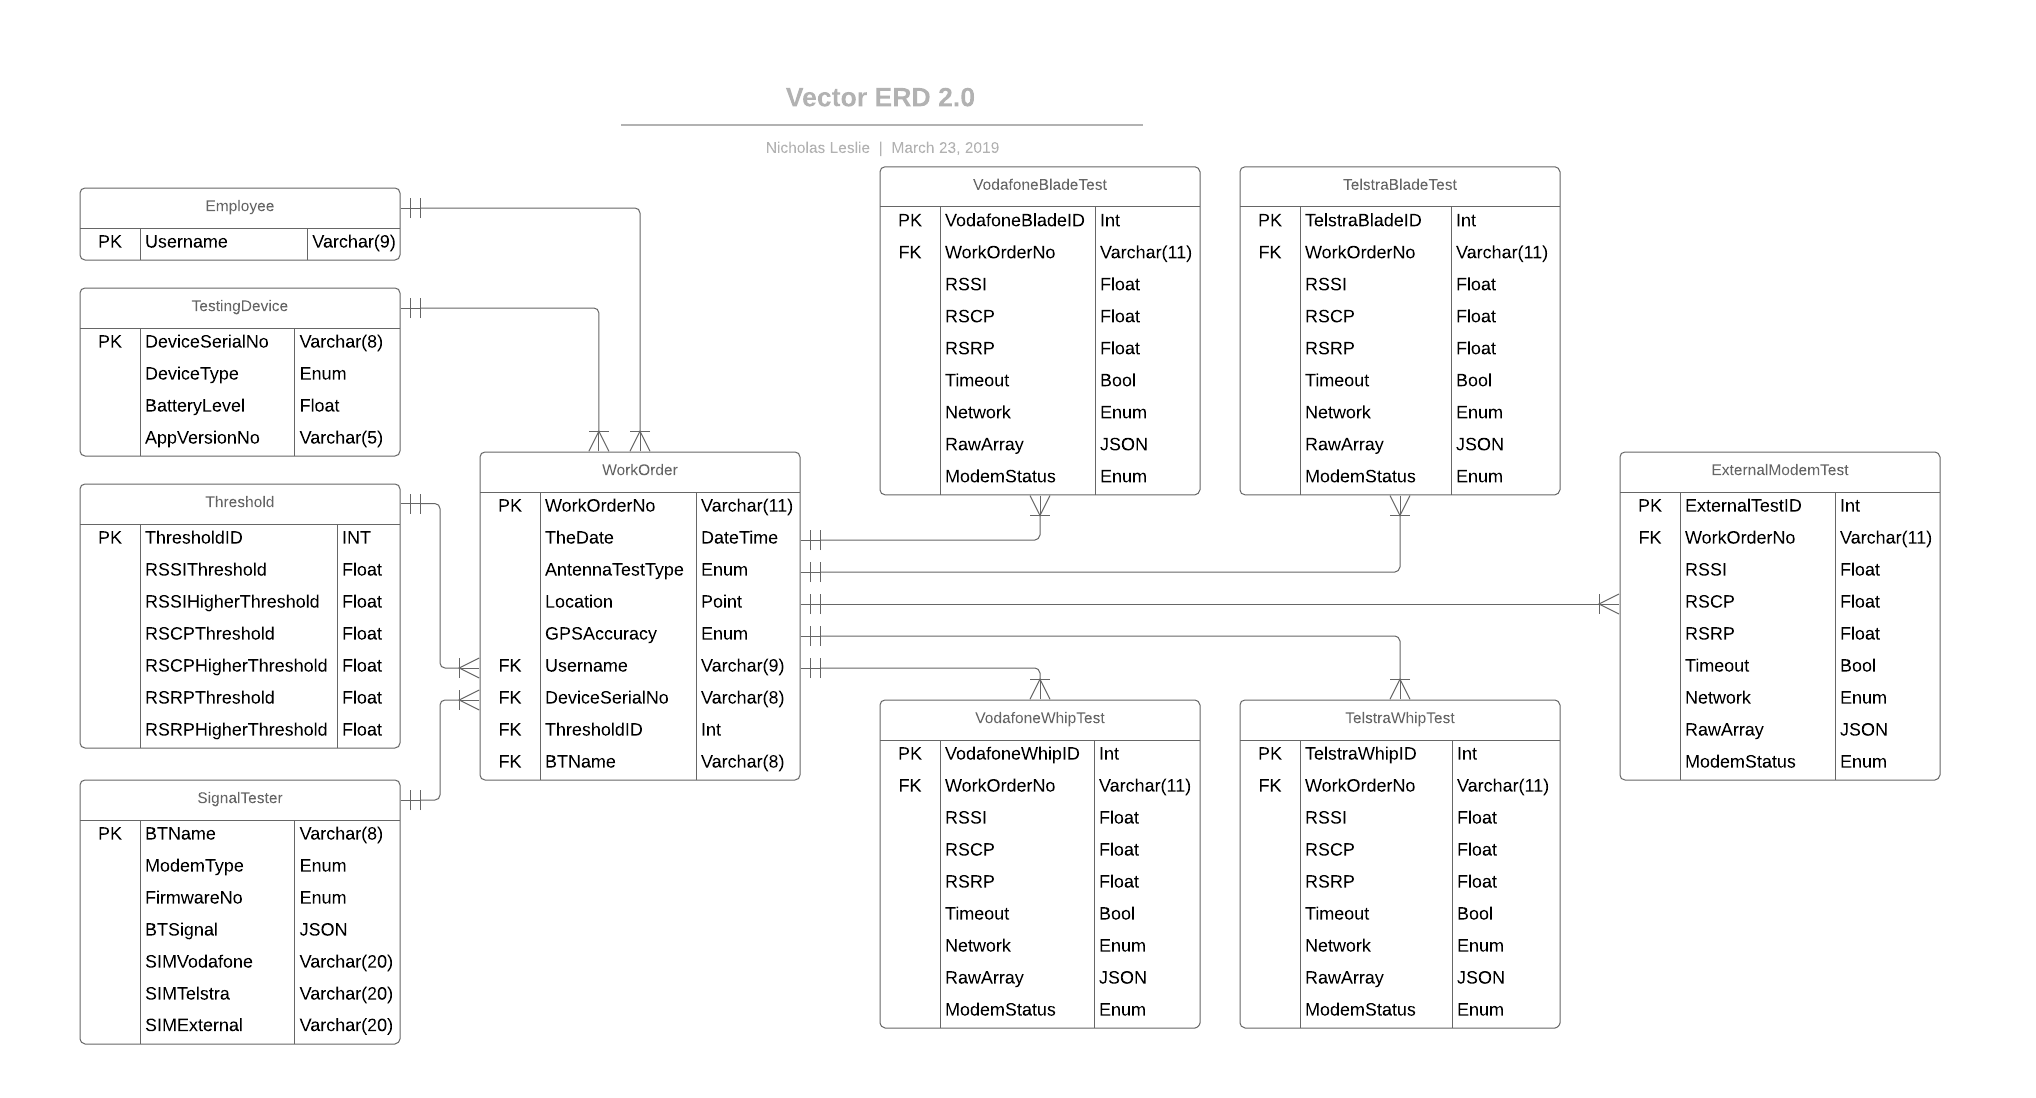 Vector ERD 2.0
Nicholas Leslie | March 23, 2019
Employee
PK Username Varchar(9)
TestingDevice
PK DeviceSerialNo Varchar(8)
DeviceType Enum
BatteryLevel Float
AppVersionNo Varchar(5)
Threshold
PK ThresholdID INT
RSSIThreshold Float
RSSIHigherThreshold Float
RSCPThreshold Float
RSCPHigherThreshold Float
RSRPThreshold Float
RSRPHigherThreshold Float
SignalTester
PK BTName Varchar(8)
ModemType Enum
FirmwareNo Enum
BTSignal JSON
SIMVodafone Varchar(20)
SIMTelstra Varchar(20)
SIMExternal Varchar(20)
WorkOrder
PK WorkOrderNo Varchar(11)
TheDate DateTime
AntennaTestType Enum
Location Point
GPSAccuracy Enum
FK Username Varchar(9)
FK DeviceSerialNo Varchar(8)
FK ThresholdID Int
FK BTName Varchar(8)
VodafoneBladeTest
PK VodafoneBladeID Int
FK WorkOrderNo Varchar(11)
RSSI Float
RSCP Float
RSRP Float
Timeout Bool
Network Enum
RawArray JSON
ModemStatus Enum
TelstraBladeTest
PK TelstraBladeID Int
FK WorkOrderNo Varchar(11)
RSSI Float
RSCP Float
RSRP Float
Timeout Bool
Network Enum
RawArray JSON
ModemStatus Enum
VodafoneWhipTest
PK VodafoneWhipID Int
FK WorkOrderNo Varchar(11)
RSSI Float
RSCP Float
RSRP Float
Timeout Bool
Network Enum
RawArray JSON
ModemStatus Enum
TelstraWhipTest
PK TelstraWhipID Int
FK WorkOrderNo Varchar(11)
RSSI Float
RSCP Float
RSRP Float
Timeout Bool
Network Enum
RawArray JSON
ModemStatus Enum
ExternalModemTest
PK ExternalTestID Int
FK WorkOrderNo Varchar(11)
RSSI Float
RSCP Float
RSRP Float
Timeout Bool
Network Enum
RawArray JSON
ModemStatus Enum